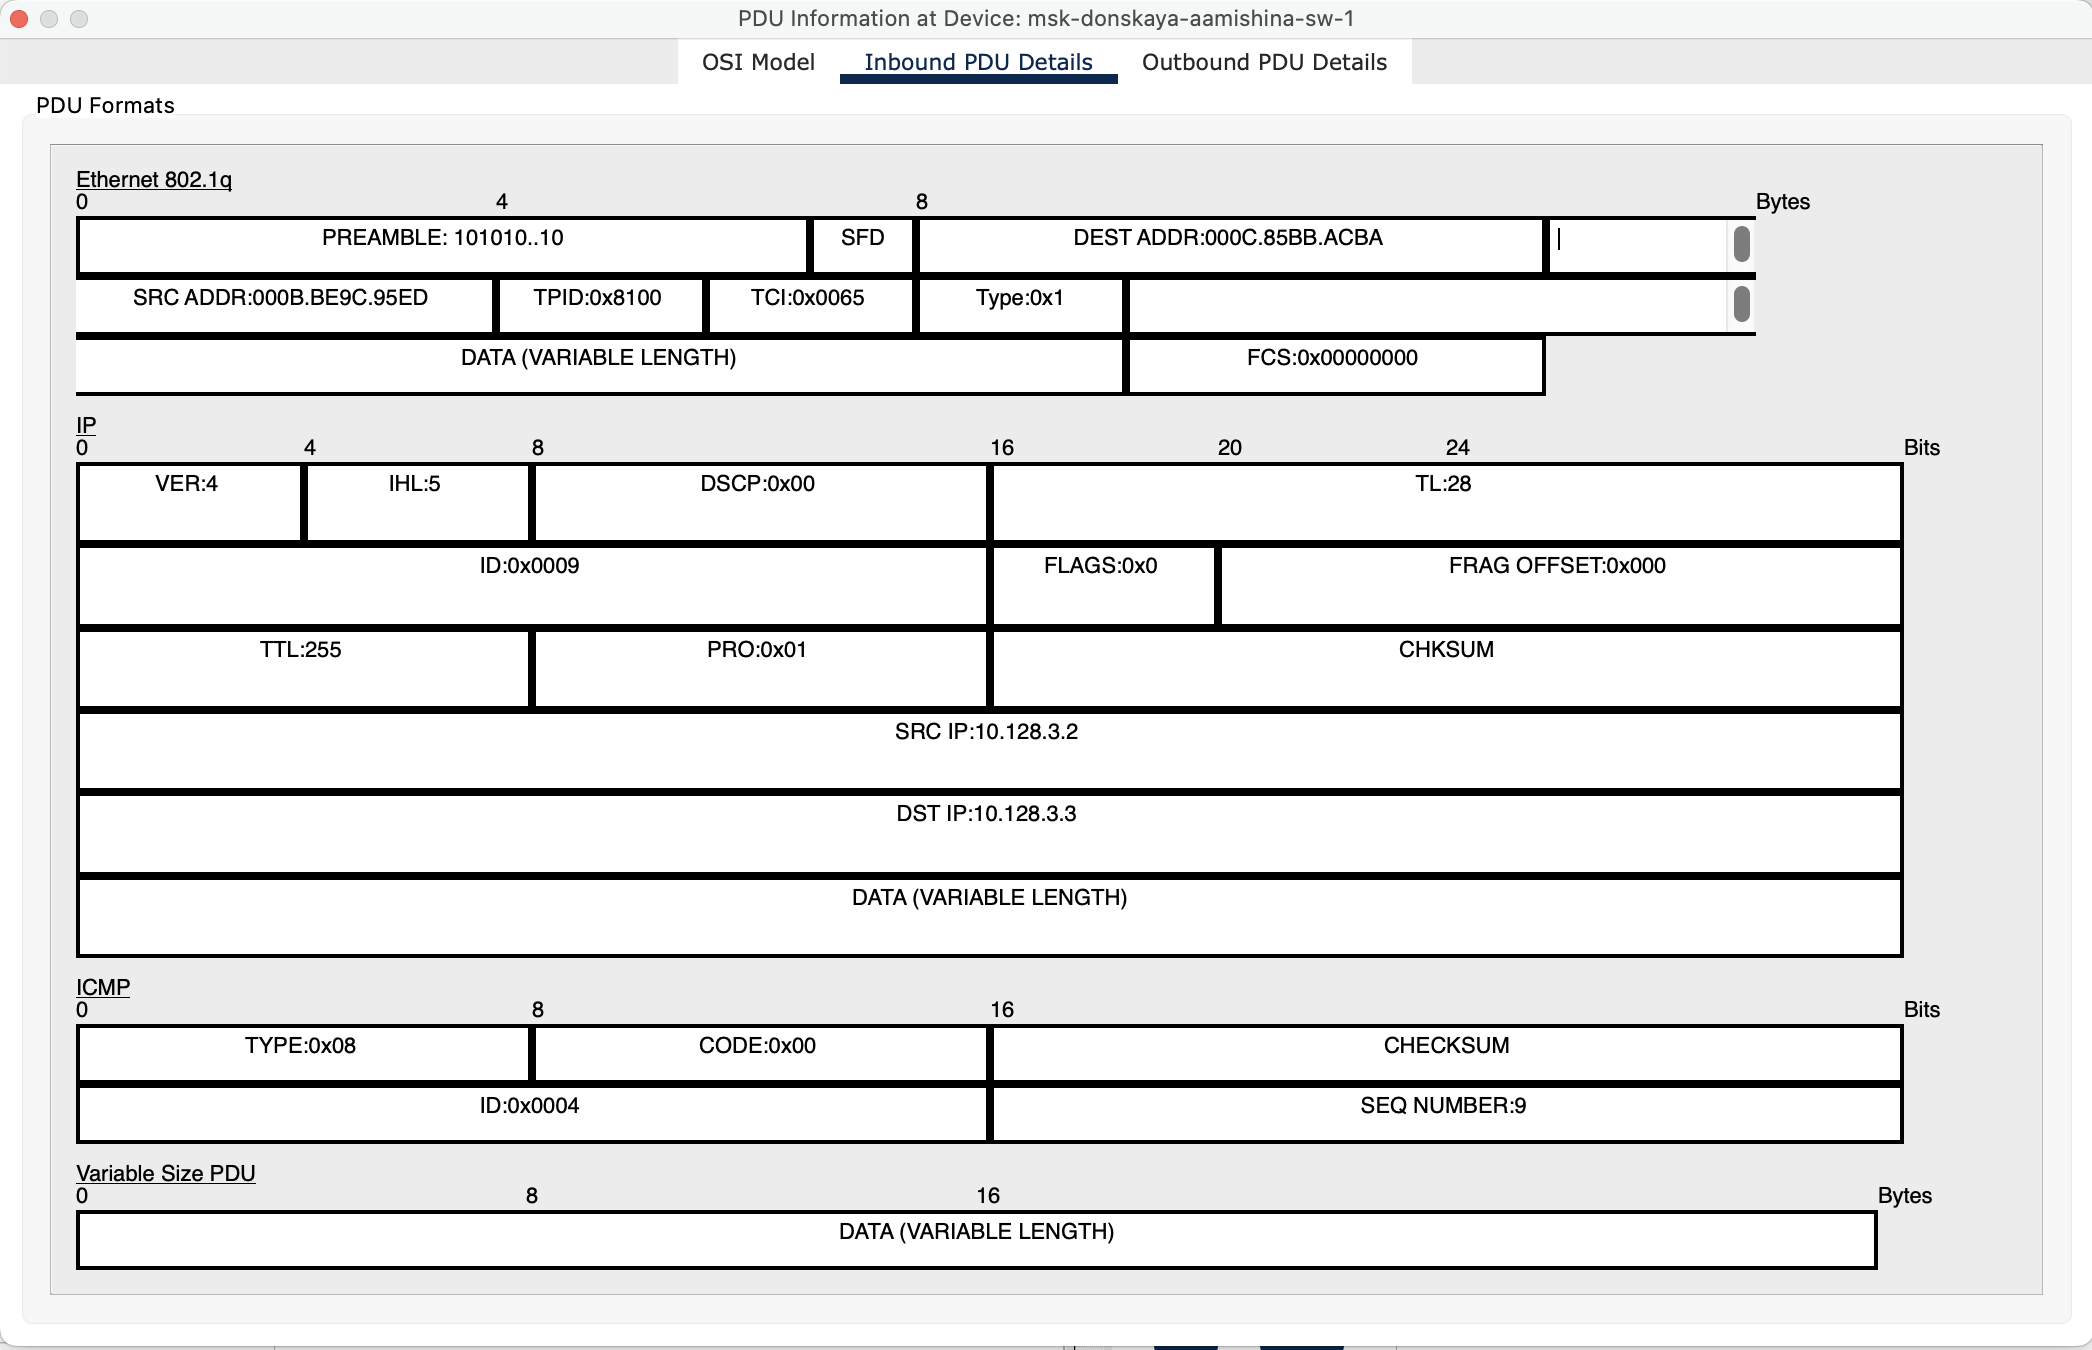 PDU Information at Device: msk-donskaya-aamishina-sw-1
OSI Model Inbound PDU Details Outbound PDU Details
PDU Formats
Ethernet 802.1q
0 4 8 Bytes
PREAMBLE: 101010..10 SFD DEST ADDR:000C.85BB.ACBA
SRC ADDR:000B.BE9C.95ED TPID:0x8100 TCI:0x0065 Type:0x1
DATA (VARIABLE LENGTH) FCS:0x00000000
IP
0 4 8 16 20 24 Bits
VER:4 IHL:5 DSCP:0x00 TL:28
ID:0x0009 FLAGS:0x0 FRAG OFFSET:0x000
TTL:255 PRO:0x01 CHKSUM
SRC IP:10.128.3.2
DST IP:10.128.3.3
DATA (VARIABLE LENGTH)
ICMP
0 8 16 Bits
TYPE:0x08 CODE:0x00 CHECKSUM
ID:0x0004 SEQ NUMBER:9
Variable Size PDU
0 8 16 Bytes
DATA (VARIABLE LENGTH)